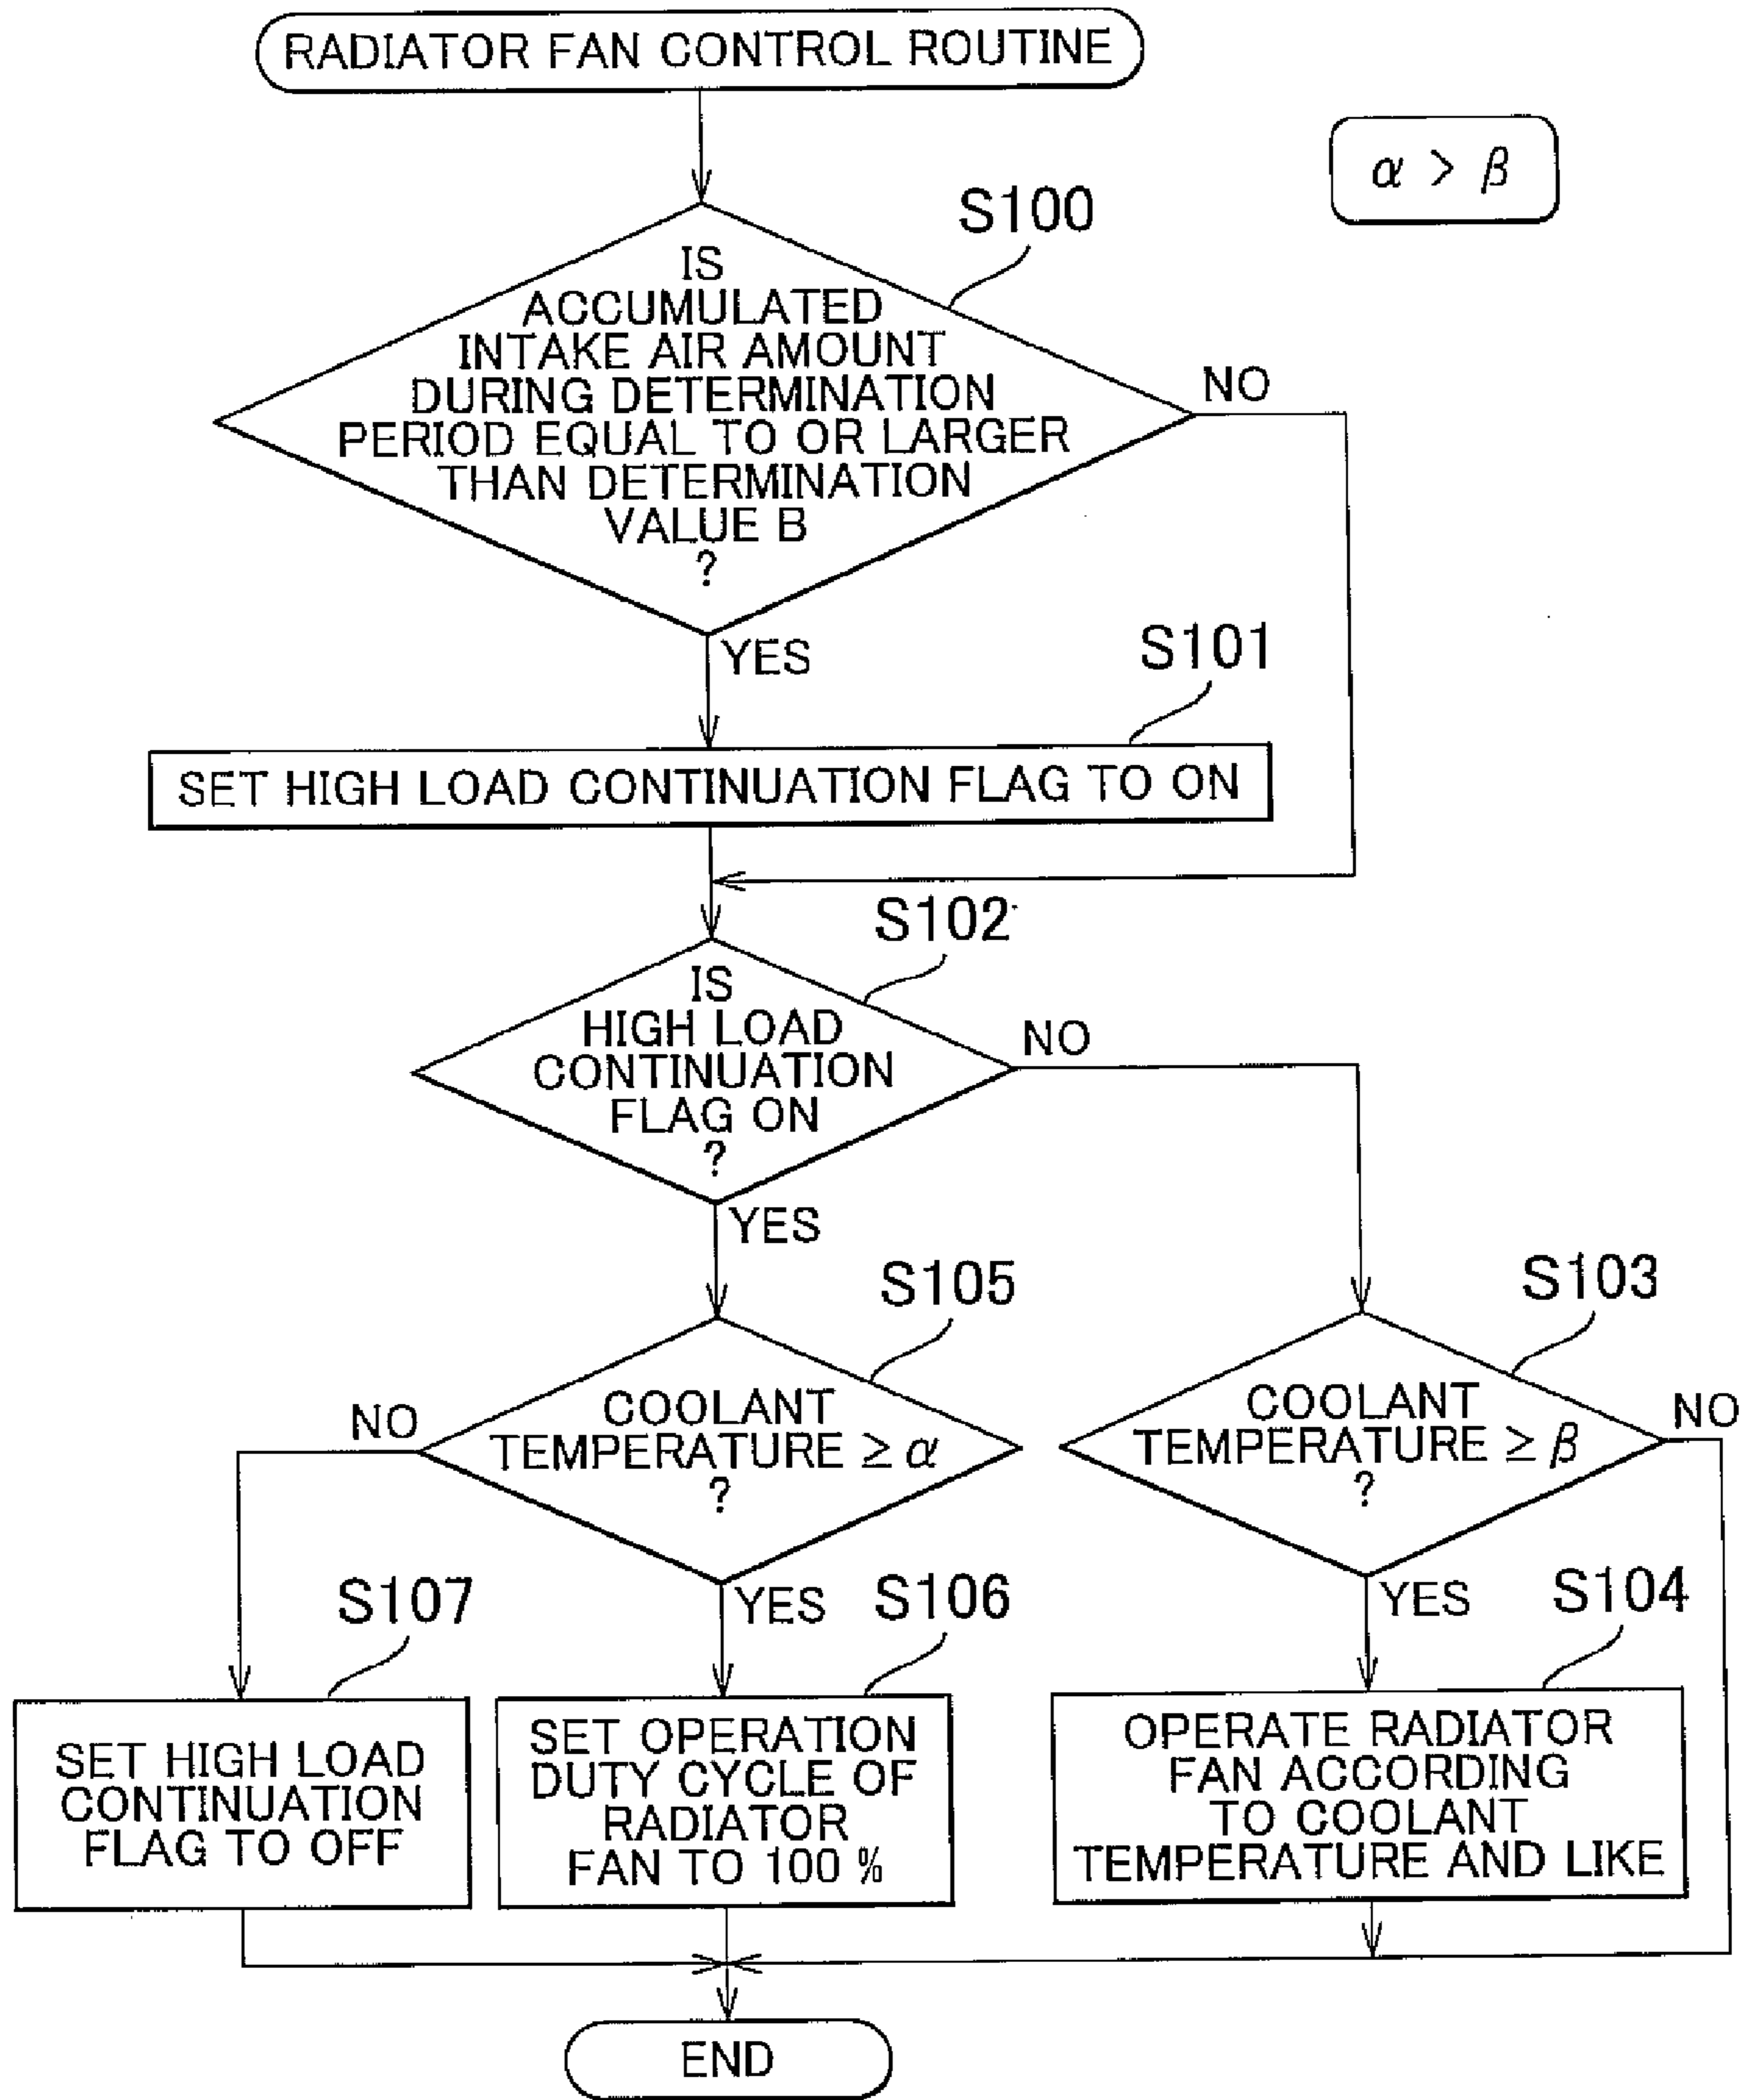 RADIATOR FAN CONTROL ROUTINE
α > β
S100
IS
ACCUMULATED
INTAKE AIR AMOUNT
DURING DETERMINATION
PERIOD EQUAL TO OR LARGER
THAN DETERMINATION
VALUE B
?
NO
YES
S101
SET HIGH LOAD CONTINUATION FLAG TO ON
S102
IS
HIGH LOAD
CONTINUATION
FLAG ON
?
NO
YES
S105
COOLANT
TEMPERATURE ≥ α
?
NO
YES
S103
COOLANT
TEMPERATURE ≥ β
?
NO
YES
S107
SET HIGH LOAD
CONTINUATION
FLAG TO OFF
S106
SET OPERATION
DUTY CYCLE OF
RADIATOR
FAN TO 100 %
S104
OPERATE RADIATOR
FAN ACCORDING
TO COOLANT
TEMPERATURE AND LIKE
END